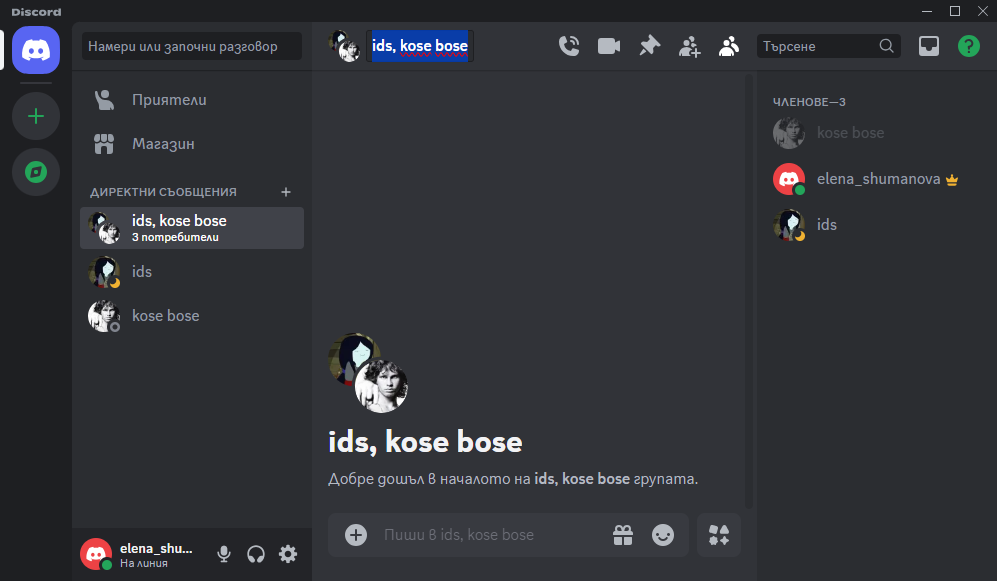 Discord
Намери или започни разговор
ids, kose bose
Търсене
Приятели
Магазин
ДИРЕКТНИ СЪОБЩЕНИЯ
ids, kose bose
3 потребители
ids
kose bose
elena_shu...
На линия
ids, kose bose
Добре дошъл в началото на ids, kose bose групата.
Пиши в ids, kose bose
ЧЛЕНОВЕ—3
kose bose
elena_shumanova
ids